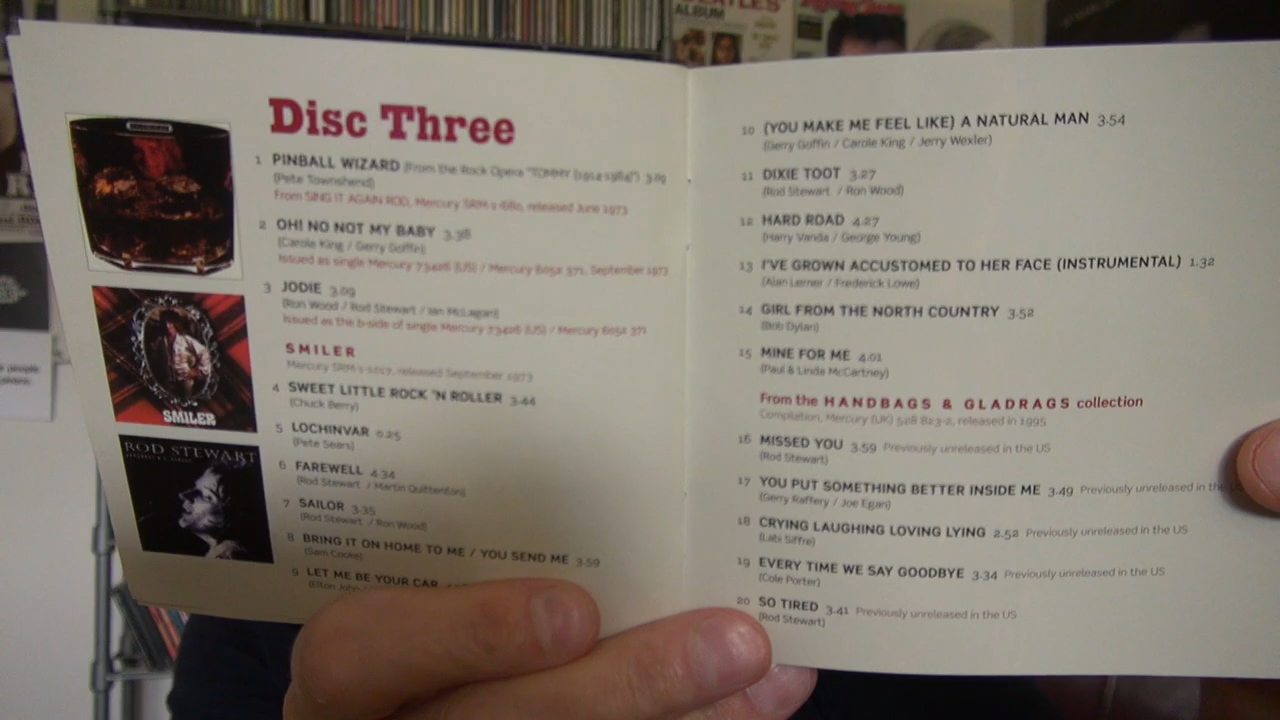 BEATLES'
ALBUM
Disc Three
1 PINBALL WIZARD (From the Rock Opera "TOMMY (1914-1984)") 3.09
(Pete Townshend)
From SING IT AGAIN ROD, Mercury SRM 1-680, released June 1973
2 OH! NO NOT MY BABY 3.38
(Carole King / Gerry Goffin)
Issued as single Mercury 73426 (US) / Mercury 6052 371, September 1973
3 JODIE 3.09
(Ron Wood / Rod Stewart / Ian McLagan)
Issued as the b-side of single Mercury 73426 (US) / Mercury 6052 371
SMILER
Mercury SRM 1-1017, released September 1973
4 SWEET LITTLE ROCK 'N ROLLER 3.44
(Chuck Berry)
5 LOCHINVAR 0.25
(Pete Sears)
6 FAREWELL 4.34
(Rod Stewart / Martin Quittenton)
7 SAILOR 3.35
(Rod Stewart / Ron Wood)
8 BRING IT ON HOME TO ME / YOU SEND ME 3.59
(Sam Cooke)
9 LET ME BE YOUR CAR
(Elton John
SMILER
ROD STEWART
10 (YOU MAKE ME FEEL LIKE) A NATURAL MAN 3.54
(Gerry Goffin / Carole King / Jerry Wexler)
11 DIXIE TOOT 3.27
(Rod Stewart / Ron Wood)
12 HARD ROAD 4.27
(Harry Vanda / George Young)
13 I'VE GROWN ACCUSTOMED TO HER FACE (INSTRUMENTAL) 1.32
(Alan Lerner / Frederick Lowe)
14 GIRL FROM THE NORTH COUNTRY 3.52
(Bob Dylan)
15 MINE FOR ME 4.01
(Paul & Linda McCartney)
From the HANDBAGS & GLADRAGS collection
Compilation, Mercury (UK) 528 823-2, released in 1995
16 MISSED YOU 3.59 Previously unreleased in the US
(Rod Stewart)
17 YOU PUT SOMETHING BETTER INSIDE ME 3.49 Previously unreleased in the US
(Gerry Raffery / Joe Egan)
18 CRYING LAUGHING LOVING LYING 2.52 Previously unreleased in the US
(Labi Siffre)
19 EVERY TIME WE SAY GOODBYE 3.34 Previously unreleased in the US
(Cole Porter)
20 SO TIRED 3.41 Previously unreleased in the US
(Rod Stewart)